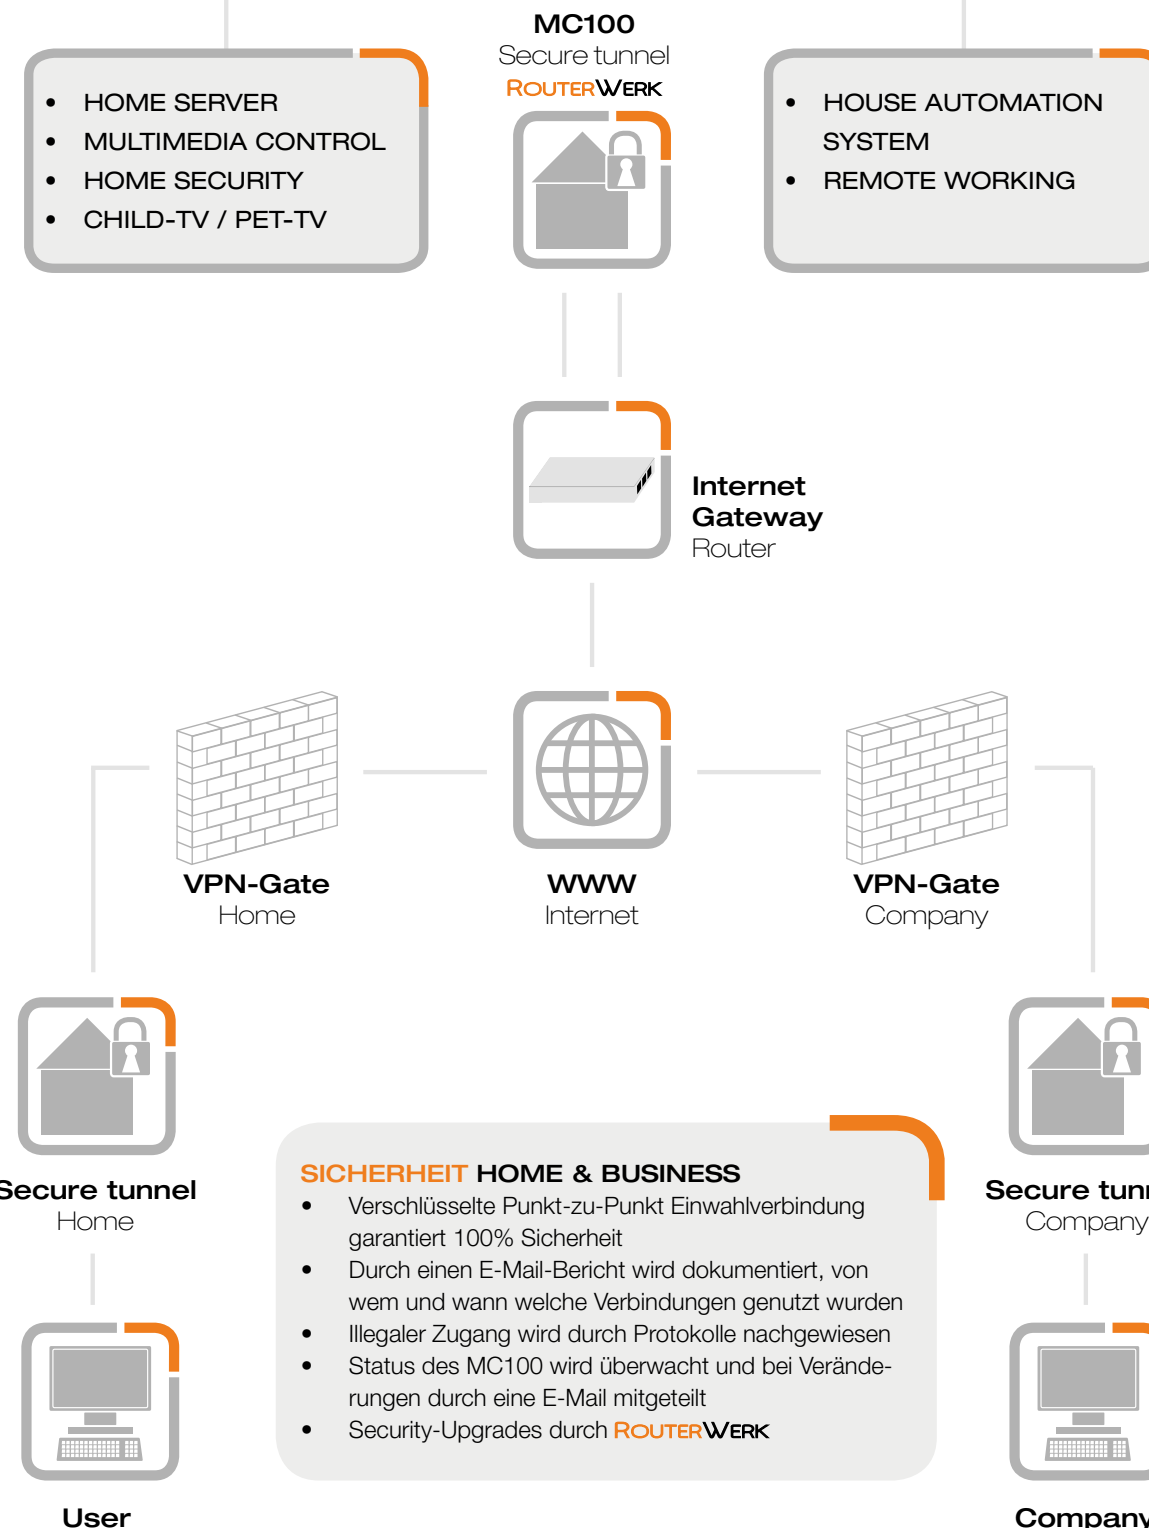 MC100
Secure tunnel
ROUTERWERK
• HOME SERVER
• MULTIMEDIA CONTROL
• HOME SECURITY
• CHILD-TV / PET-TV
• HOUSE AUTOMATION
SYSTEM
• REMOTE WORKING
Internet
Gateway
Router
VPN-Gate
Home
WWW
Internet
VPN-Gate
Company
Secure tunnel
Home
Secure tunn
Company
SICHERHEIT HOME & BUSINESS
• Verschlüsselte Punkt-zu-Punkt Einwahlverbindung
garantiert 100% Sicherheit
• Durch einen E-Mail-Bericht wird dokumentiert, von
wem und wann welche Verbindungen genutzt wurden
• Illegaler Zugang wird durch Protokolle nachgewiesen
• Status des MC100 wird überwacht und bei Verände-
rungen durch eine E-Mail mitgeteilt
• Security-Upgrades durch ROUTERWERK
User
Company